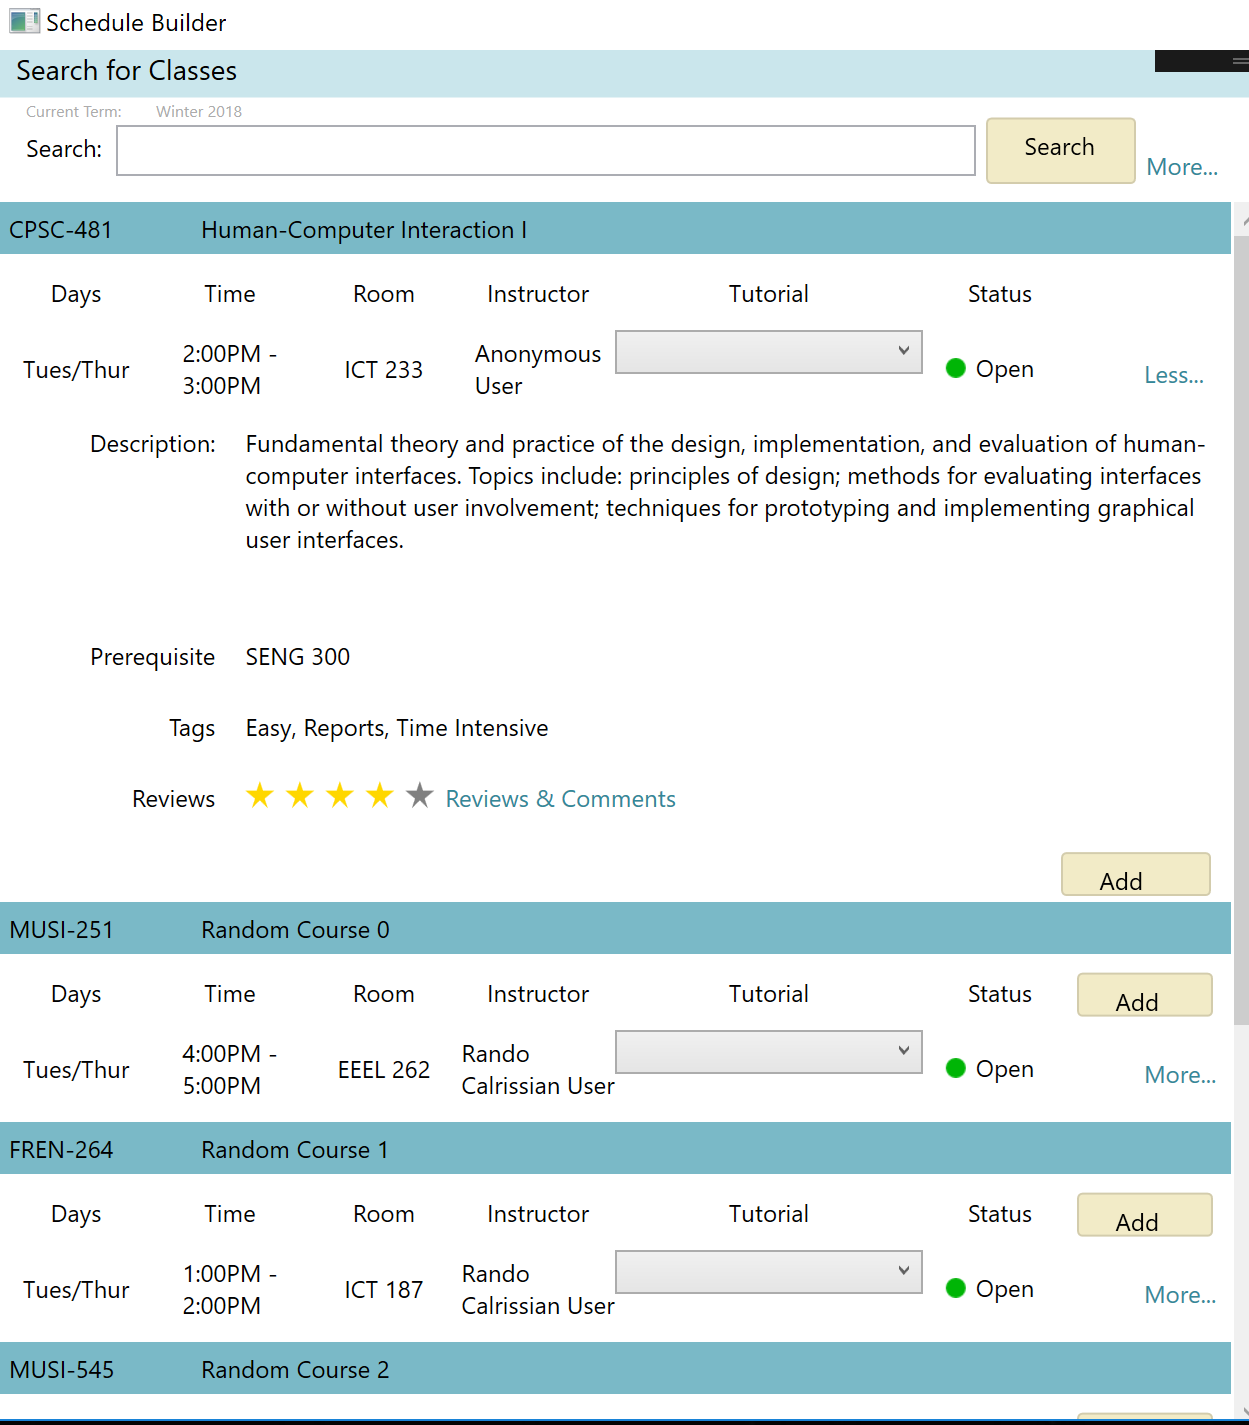 Schedule Builder
Search for Classes
Current Term: Winter 2018
Search: Search More...
CPSC-481 Human-Computer Interaction I
Days Time Room Instructor Tutorial Status
Tues/Thur 2:00PM - 3:00PM ICT 233 Anonymous User Open Less...
Description: Fundamental theory and practice of the design, implementation, and evaluation of human-
computer interfaces. Topics include: principles of design; methods for evaluating interfaces
with or without user involvement; techniques for prototyping and implementing graphical
user interfaces.
Prerequisite SENG 300
Tags Easy, Reports, Time Intensive
Reviews Reviews & Comments
Add
MUSI-251 Random Course 0
Days Time Room Instructor Tutorial Status Add
Tues/Thur 4:00PM - 5:00PM EEEL 262 Rando Calrissian User Open More...
FREN-264 Random Course 1
Days Time Room Instructor Tutorial Status Add
Tues/Thur 1:00PM - 2:00PM ICT 187 Rando Calrissian User Open More...
MUSI-545 Random Course 2